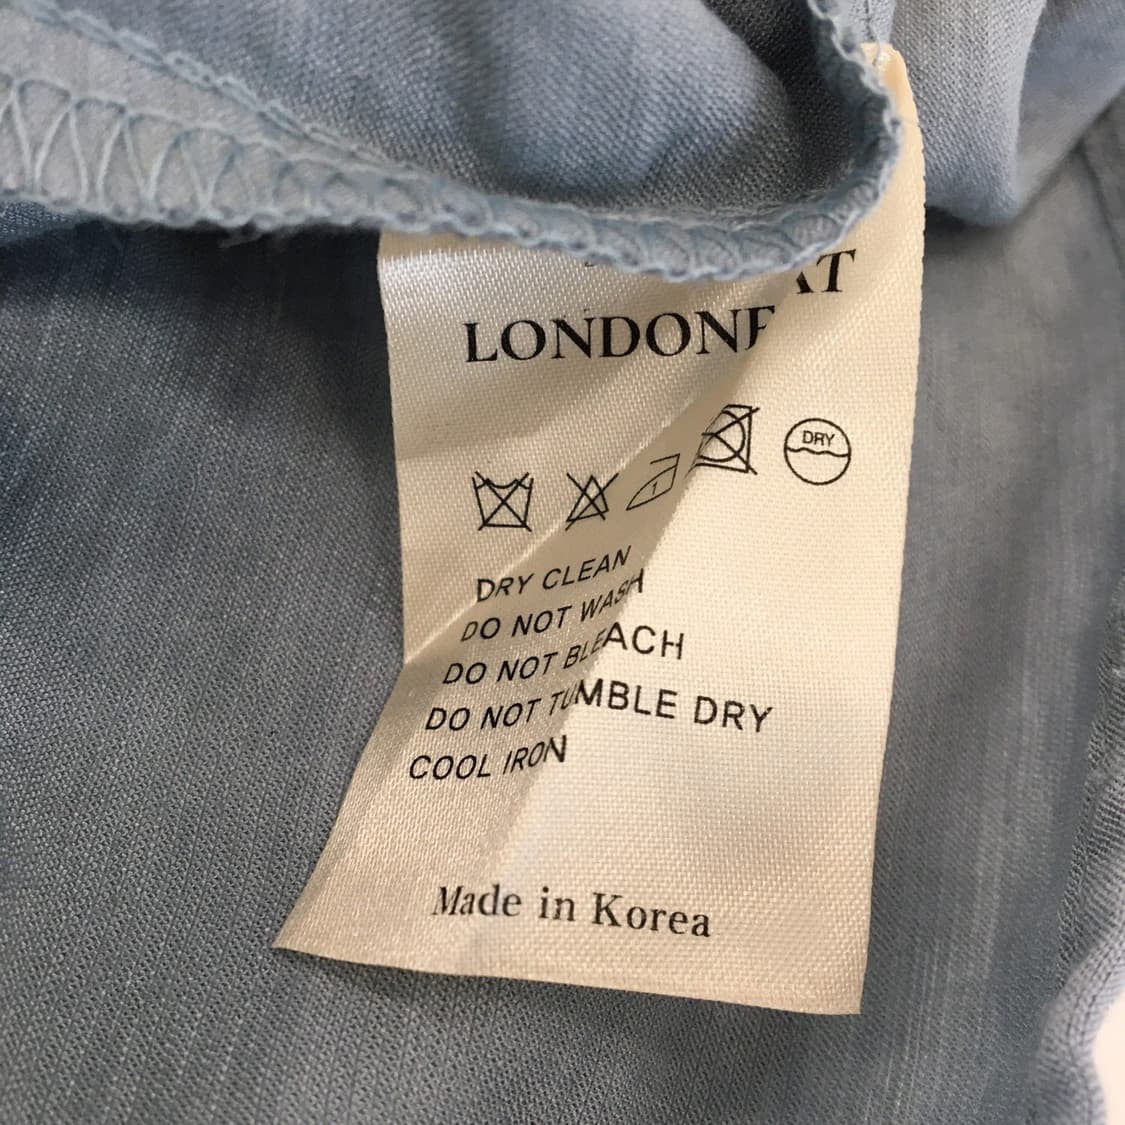 LONDON
DRY
1
DRY CLEAN
DO NOT WASH
DO NOT BLEACH
DO NOT TUMBLE DRY
COOL IRON
Made in Korea